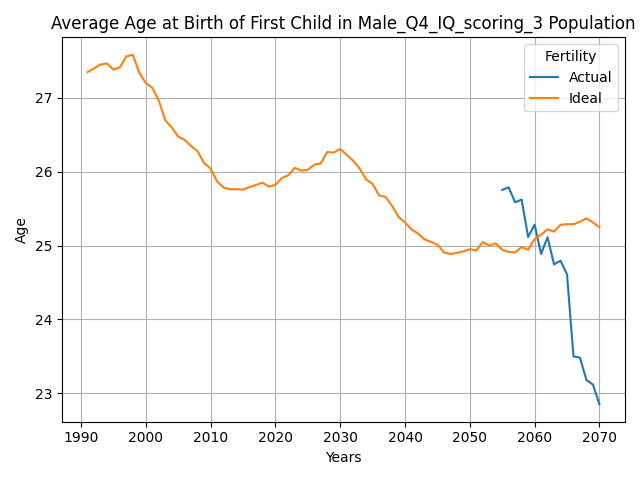 Average Age at Birth of First Child in Male_Q4_IQ_scoring_3 Population
Fertility
Actual
Ideal
27
26
25
24
23
Age
1990
2000
2010
2020
2030
2040
2050
2060
2070
Years